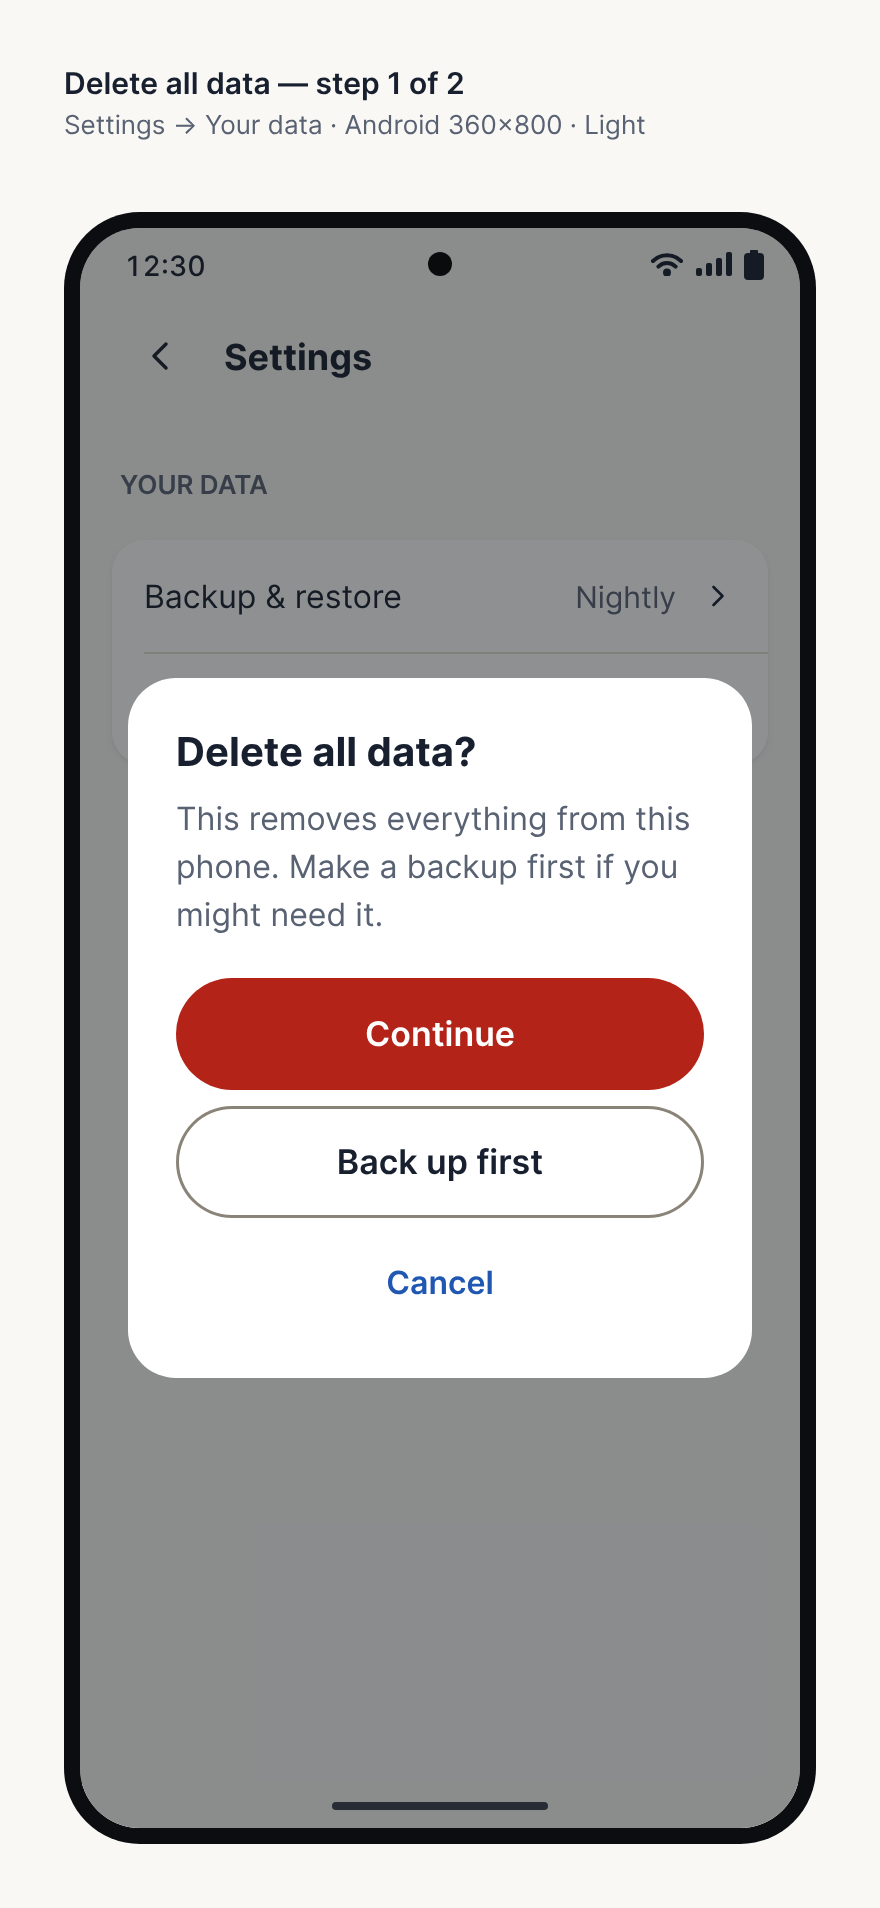 Delete all data — step 1 of 2
Settings → Your data · Android 360×800 · Light
12:30
Settings
YOUR DATA
Backup & restore Nightly
Delete all data?
This removes everything from this
phone. Make a backup first if you
might need it.
Continue
Back up first
Cancel